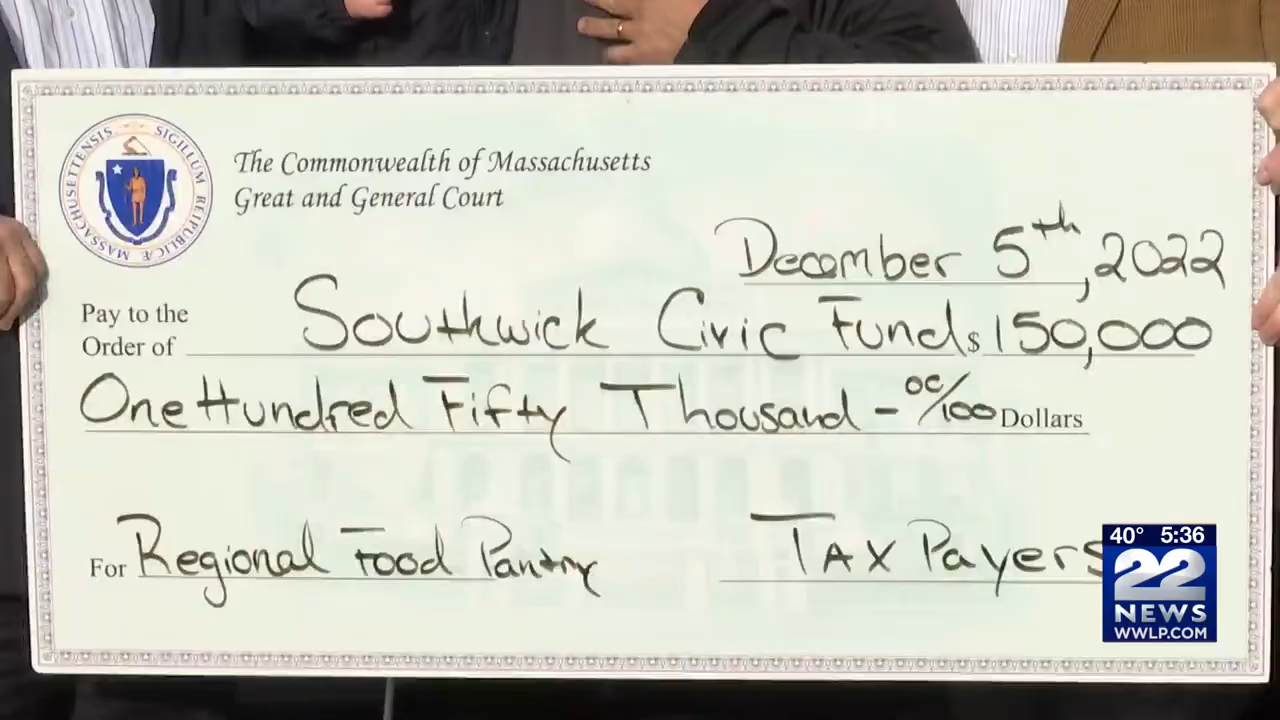 MASSACHUSETTENSIS SIGILLUM REIPUBLICÆ
The Commonwealth of Massachusetts
Great and General Court
December 5th, 2022
Pay to the
Order of Southwick Civic Fund $ 150,000
One Hundred Fifty Thousand - 00/100 Dollars
For Regional Food Pantry Tax Payers
40° 5:36
22
NEWS
WWLP.COM